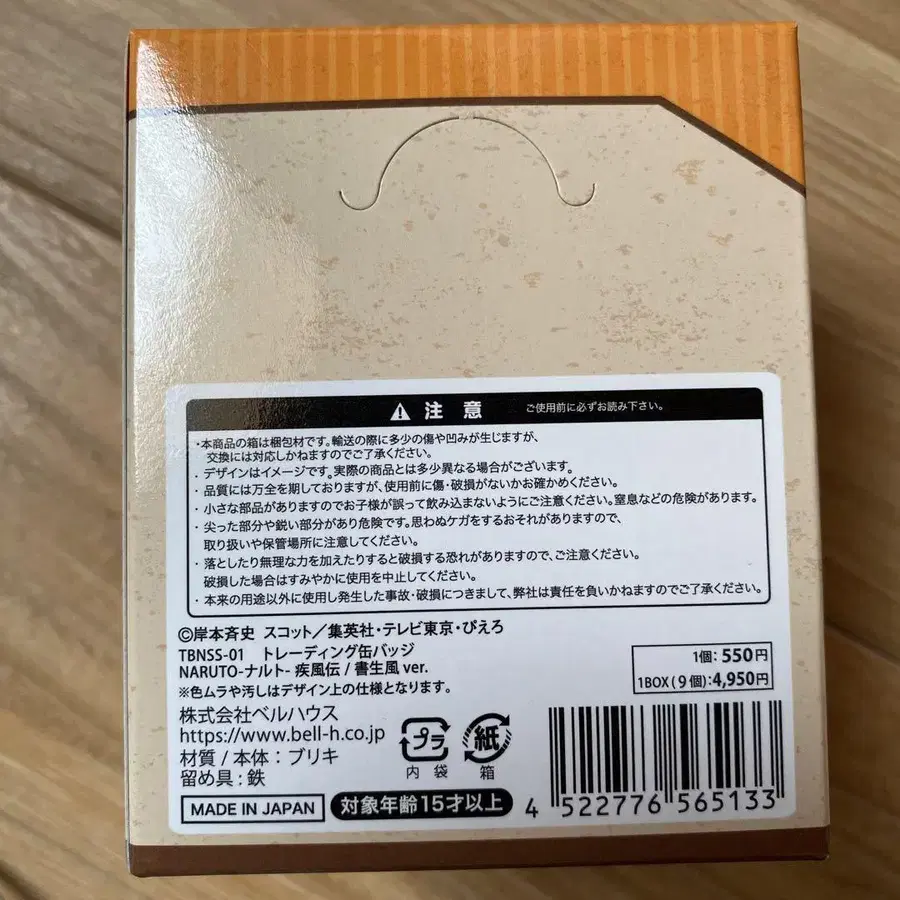 ⚠ 注意 ご使用前に必ずお読み下さい。
・本商品の箱は梱包材です。輸送の際に多少の傷や凹みが生じますが、
交換には対応しかねますのでご了承ください。
・デザインはイメージです。実際の商品とは多少異なる場合がございます。
・品質には万全を期しておりますが、使用前に傷・破損がないかお確かめください。
・小さな部品がありますのでお子様が誤って飲み込まないようにご注意ください。窒息などの危険があります。
・尖った部分や鋭い部分があり危険です。思わぬケガをするおそれがありますので、
取り扱いや保管場所に注意してください。
・落としたり無理な力を加えたりすると破損する恐れがありますので、ご注意ください。
破損した場合はすみやかに使用を中止してください。
・本来の用途以外に使用し発生した事故・破損につきまして、弊社は責任を負いかねますのでご了承ください。
©岸本斉史 スコット／集英社・テレビ東京・ぴえろ
TBNSS-01 トレーディング缶バッジ
NARUTO-ナルト- 疾風伝 / 書生風 ver.
※色ムラや汚しはデザイン上の仕様となります。
1個：550円
1BOX（9個）：4,950円
株式会社ベルハウス
https://www.bell-h.co.jp
材質 / 本体：ブリキ
留め具：鉄
プラ 紙
内袋 箱
MADE IN JAPAN 対象年齢15才以上
4 522776 565133